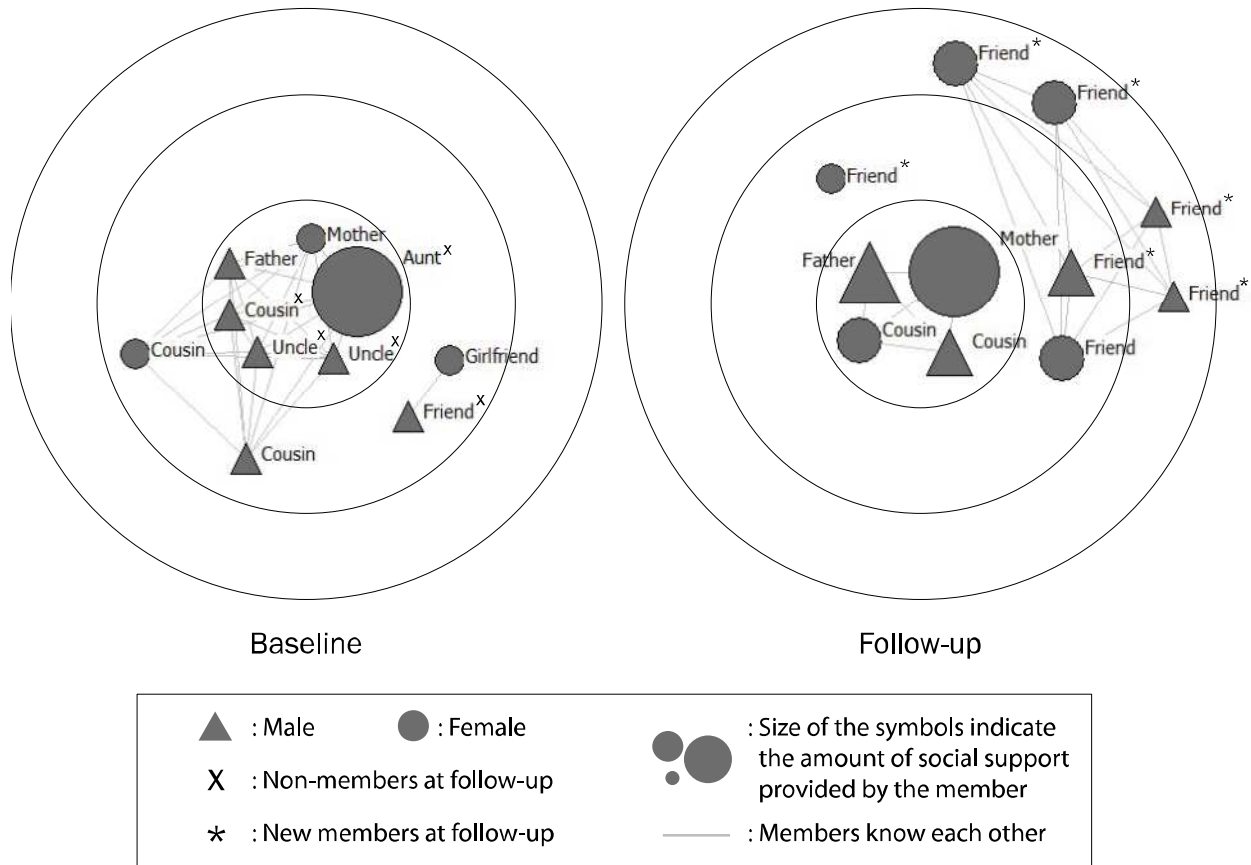 Mother
Aunt x
Father
Cousin x
Uncle x
Uncle x
Cousin
Girlfriend
Friend x
Cousin
Baseline
Friend *
Friend *
Friend *
Friend *
Mother
Father
Friend *
Friend *
Cousin
Cousin
Friend
Follow-up
: Male
: Female
: Size of the symbols indicate
the amount of social support
provided by the member
X : Non-members at follow-up
* : New members at follow-up
: Members know each other